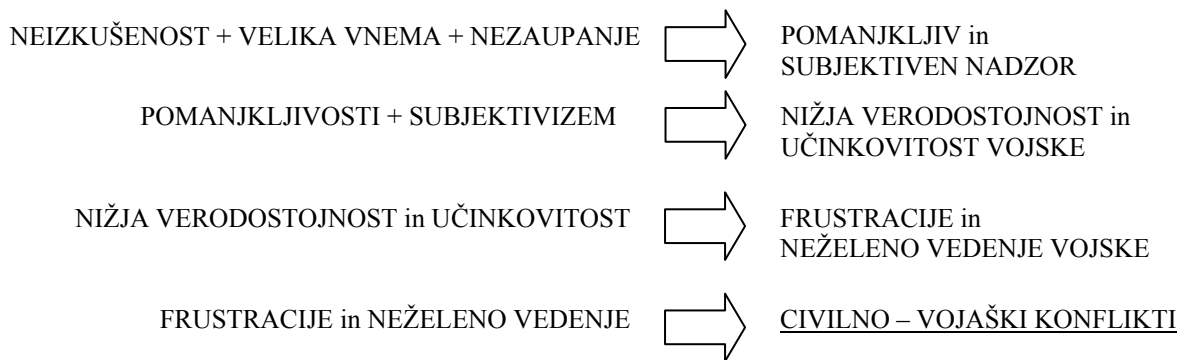 NEIZKUŠENOST + VELIKA VNEMA + NEZAUPANJE
POMANJKLJIV in
SUBJEKTIVEN NADZOR
POMANJKLJIVOSTI + SUBJEKTIVIZEM
NIŽJA VERODOSTOJNOST in
UČINKOVITOST VOJSKE
NIŽJA VERODOSTOJNOST in UČINKOVITOST
FRUSTRACIJE in
NEŽELENO VEDENJE VOJSKE
FRUSTRACIJE in NEŽELENO VEDENJE
CIVILNO – VOJAŠKI KONFLIKTI